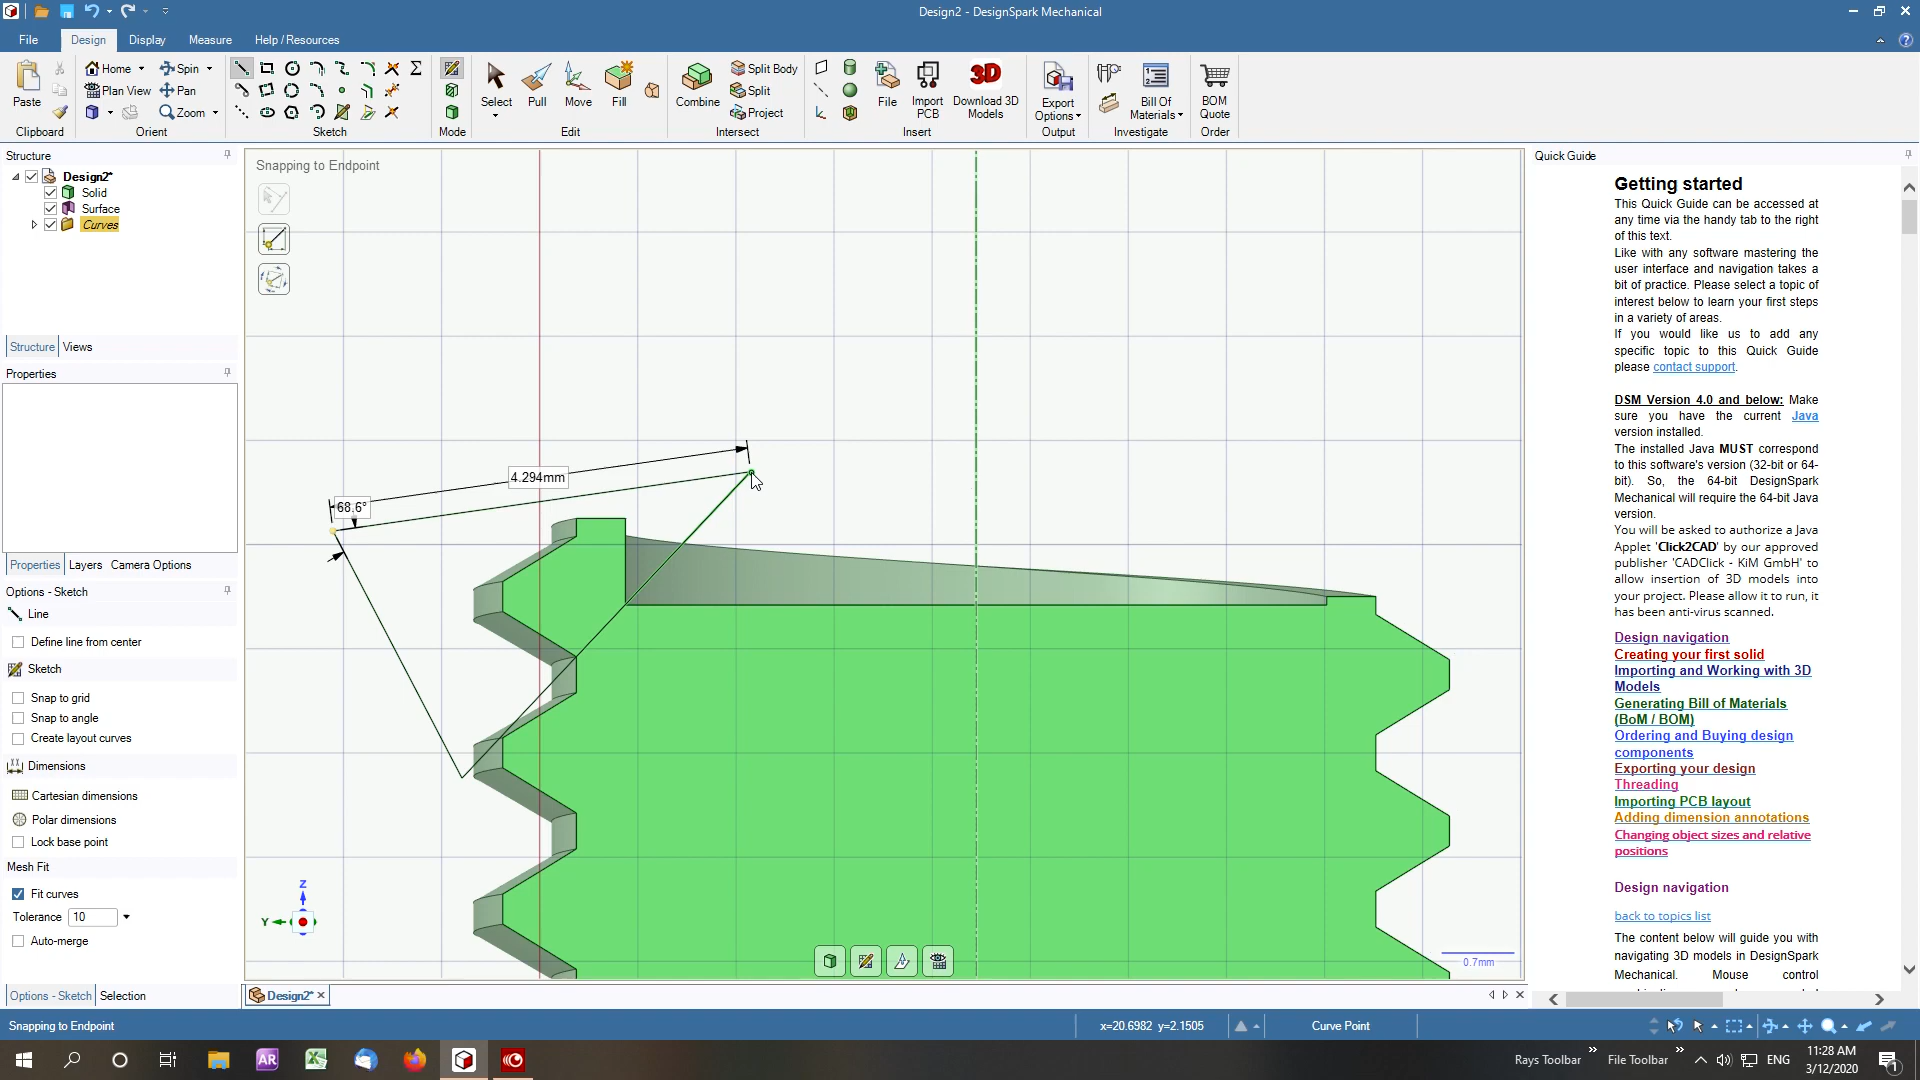 Design2 - DesignSpark Mechanical
File
Design
Display
Measure
Help / Resources
Paste
Clipboard
Home
Plan View
Spin
Pan
Zoom
Orient
Sketch
Mode
Select
Pull
Move
Fill
Edit
Combine
Split Body
Split
Project
Intersect
File
Import
PCB
Download 3D
Models
3D
Insert
Export
Options
Output
Bill Of
Materials
Investigate
BOM
Quote
Order
Structure
Design2*
Solid
Surface
Curves
Structure
Views
Properties
Properties
Layers
Camera Options
Options - Sketch
Line
Define line from center
Sketch
Snap to grid
Snap to angle
Create layout curves
Dimensions
Cartesian dimensions
Polar dimensions
Lock base point
Mesh Fit
Fit curves
Tolerance 10
Auto-merge
Options - Sketch
Selection
Snapping to Endpoint
4.294mm
68.6°
Z
Y
0.7mm
Design2*
Quick Guide
Getting started
This Quick Guide can be accessed at
any time via the handy tab to the right
of this text.
Like with any software mastering the
user interface and navigation takes a
bit of practice. Please select a topic of
interest below to learn your first steps
in a variety of areas.
If you would like us to add any
specific topic to this Quick Guide
please contact support.
DSM Version 4.0 and below: Make
sure you have the current Java
version installed.
The installed Java MUST correspond
to this software's version (32-bit or 64-
bit). So, the 64-bit DesignSpark
Mechanical will require the 64-bit Java
version.
You will be asked to authorize a Java
Applet 'Click2CAD' by our approved
publisher 'CADClick - KiM GmbH' to
allow insertion of 3D models into
your project. Please allow it to run, it
has been anti-virus scanned.
Design navigation
Creating your first solid
Importing and Working with 3D
Models
Generating Bill of Materials
(BoM / BOM)
Ordering and Buying design
components
Exporting your design
Threading
Importing PCB layout
Adding dimension annotations
Changing object sizes and relative
positions
Design navigation
back to topics list
The content below will guide you with
navigating 3D models in DesignSpark
Mechanical. Mouse control
Snapping to Endpoint
x=20.6982 y=2.1505
Curve Point
AR
Rays Toolbar
File Toolbar
ENG
11:28 AM
3/12/2020
1